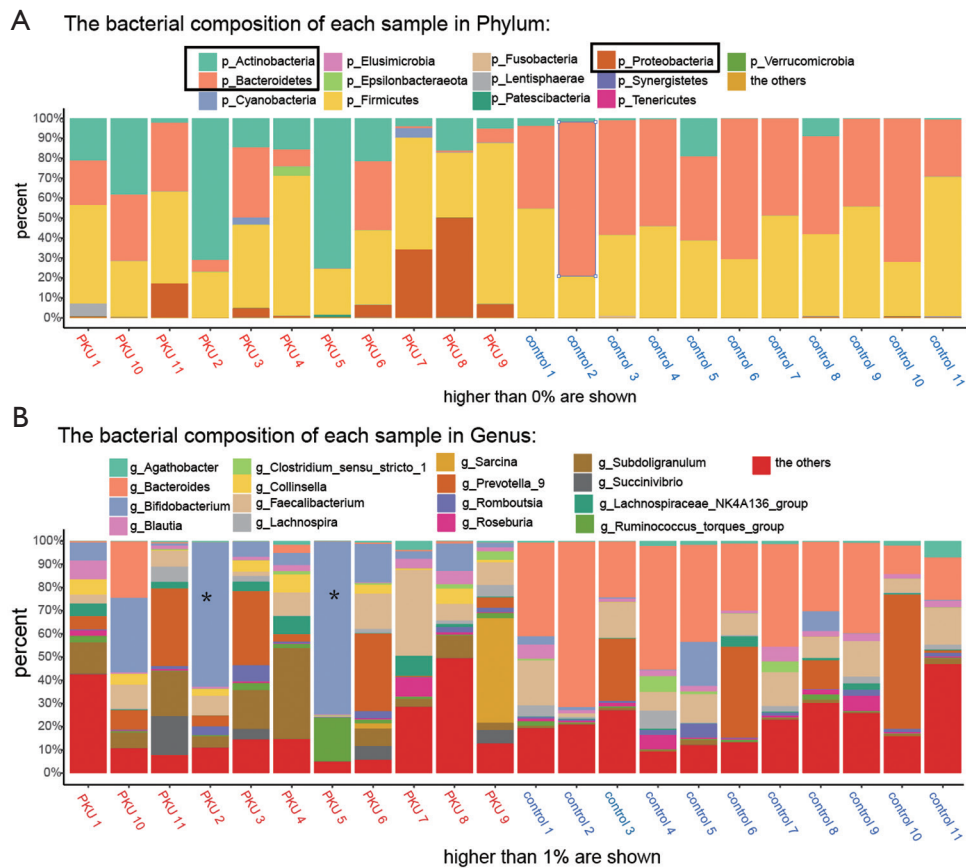 A
The bacterial composition of each sample in Phylum:
p_Actinobacteria p_Elusimicrobia p_Fusobacteria p_Proteobacteria p_Verrucomicrobia
p_Bacteroidetes p_Epsilonbacteraeota p_Lentisphaerae p_Synergistetes the others
p_Cyanobacteria p_Firmicutes p_Patescibacteria p_Tenericutes
percent
100%
90%
80%
70%
60%
50%
40%
30%
20%
10%
0%
PKU 1 PKU 10 PKU 11 PKU 2 PKU 3 PKU 4 PKU 5 PKU 6 PKU 7 PKU 8 PKU 9 control 1 control 2 control 3 control 4 control 5 control 6 control 7 control 8 control 9 control 10 control 11
higher than 0% are shown
B
The bacterial composition of each sample in Genus:
g_Agathobacter g_Clostridium_sensu_stricto_1 g_Sarcina g_Subdoligranulum the others
g_Bacteroides g_Collinsella g_Prevotella_9 g_Succinivibrio
g_Bifidobacterium g_Faecalibacterium g_Romboutsia g_Lachnospiraceae_NK4A136_group
g_Blautia g_Lachnospira g_Roseburia g_Ruminococcus_torques_group
percent
100%
90%
80%
70%
60%
50%
40%
30%
20%
10%
0%
* *
PKU 1 PKU 10 PKU 11 PKU 2 PKU 3 PKU 4 PKU 5 PKU 6 PKU 7 PKU 8 PKU 9 control 1 control 2 control 3 control 4 control 5 control 6 control 7 control 8 control 9 control 10 control 11
higher than 1% are shown